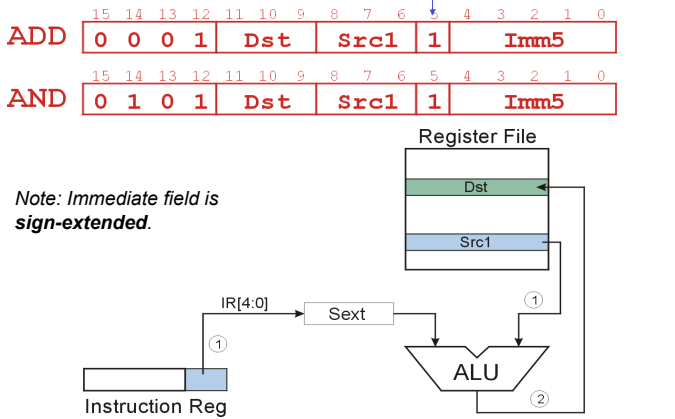 15 14 13 12 11 10 9 8 7 6 5 4 3 2 1 0
ADD 0 0 0 1 Dst Src1 1 Imm5
15 14 13 12 11 10 9 8 7 6 5 4 3 2 1 0
AND 0 1 0 1 Dst Src1 1 Imm5
Register File
Dst
Note: Immediate field is
sign-extended.
Src1
IR[4:0]
1
Sext
1
ALU
2
Instruction Reg